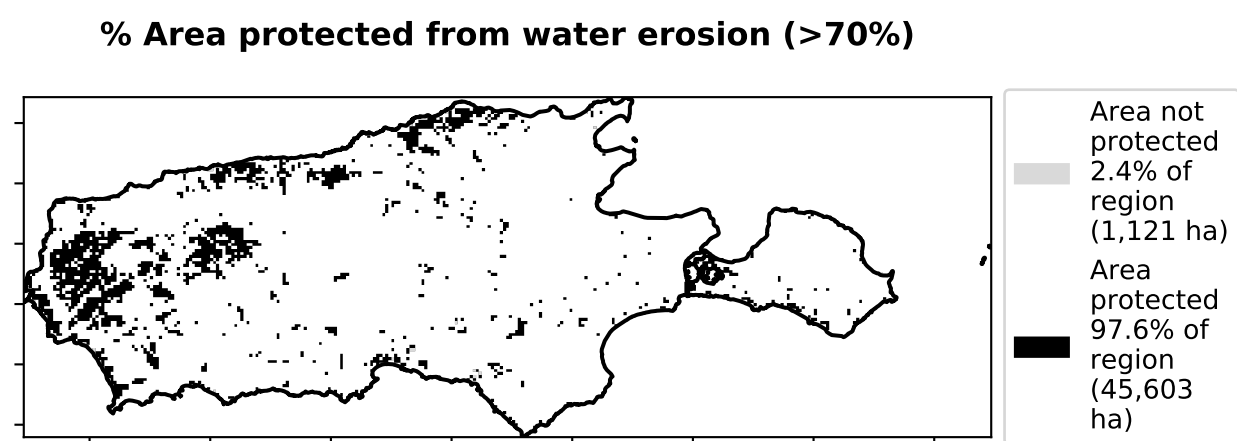 % Area protected from water erosion (>70%)
Area not
protected
2.4% of
region
(1,121 ha)
Area
protected
97.6% of
region
(45,603
ha)